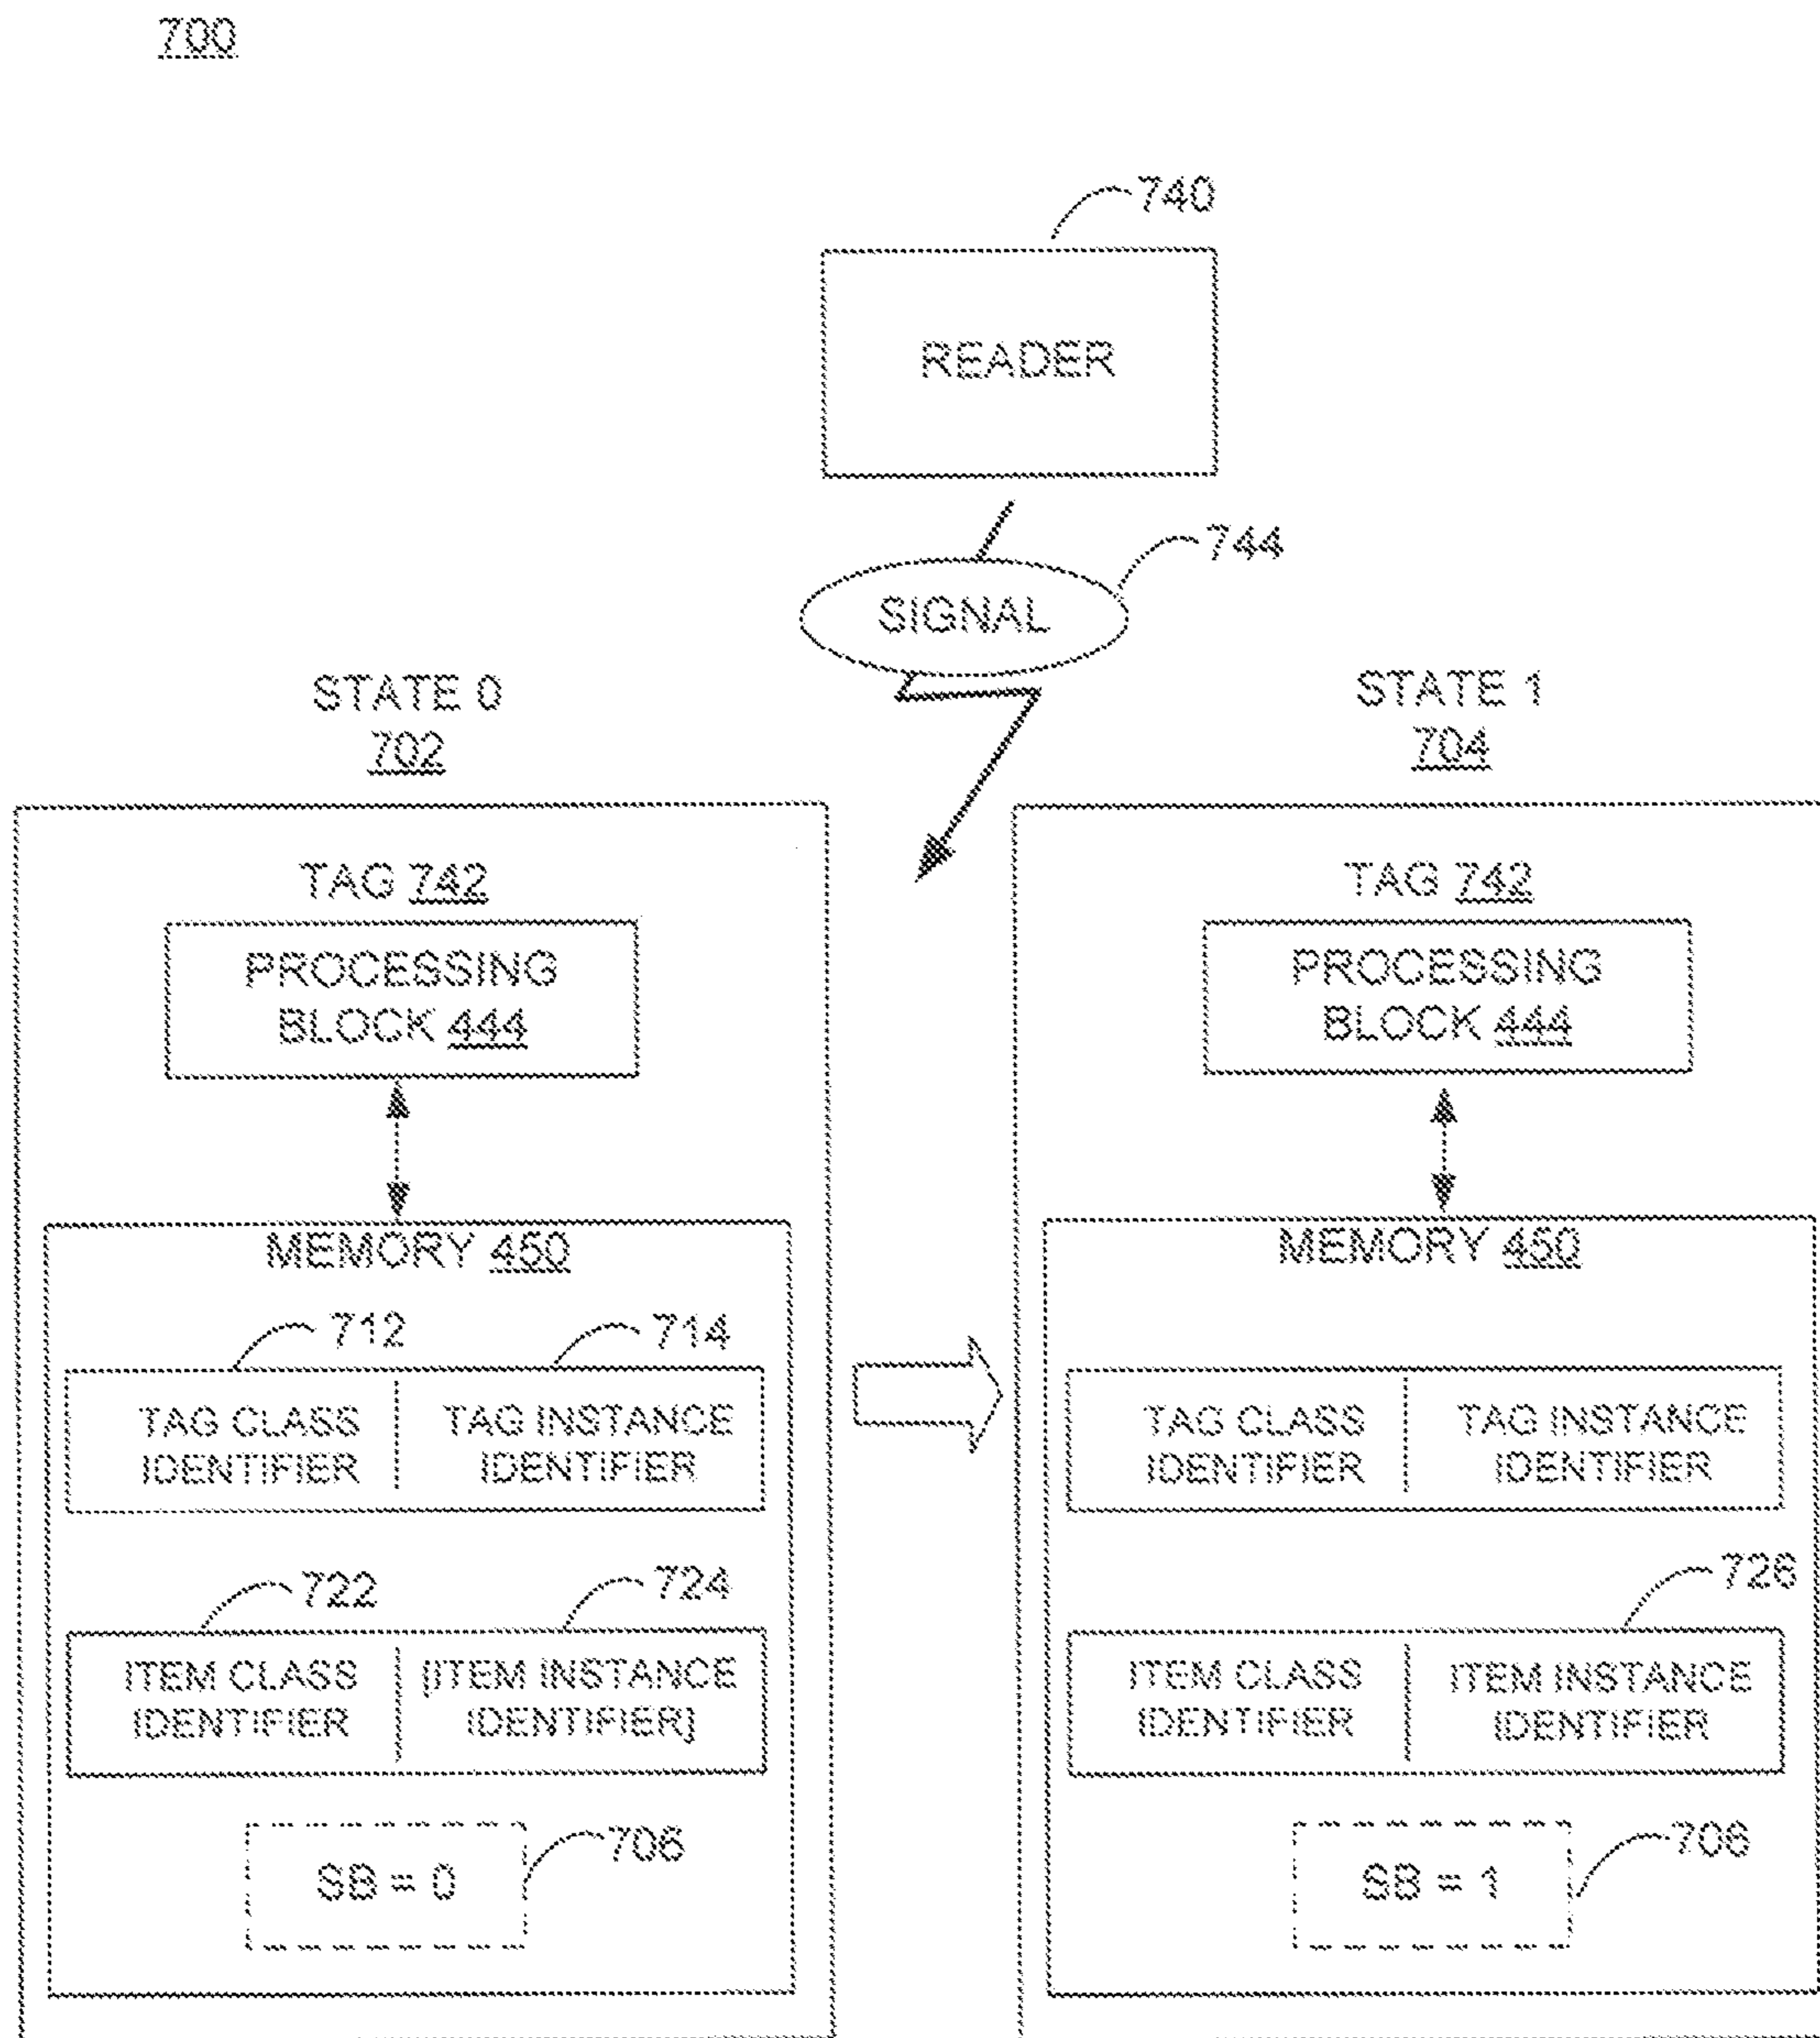 700
740
READER
744
SIGNAL
STATE 0
702
STATE 1
704
TAG 742
PROCESSING
BLOCK 444
MEMORY 450
712
714
TAG CLASS
IDENTIFIER
TAG INSTANCE
IDENTIFIER
722
724
ITEM CLASS
IDENTIFIER
[ITEM INSTANCE
IDENTIFIER]
SB = 0
706
TAG 742
PROCESSING
BLOCK 444
MEMORY 450
TAG CLASS
IDENTIFIER
TAG INSTANCE
IDENTIFIER
726
ITEM CLASS
IDENTIFIER
ITEM INSTANCE
IDENTIFIER
SB = 1
706